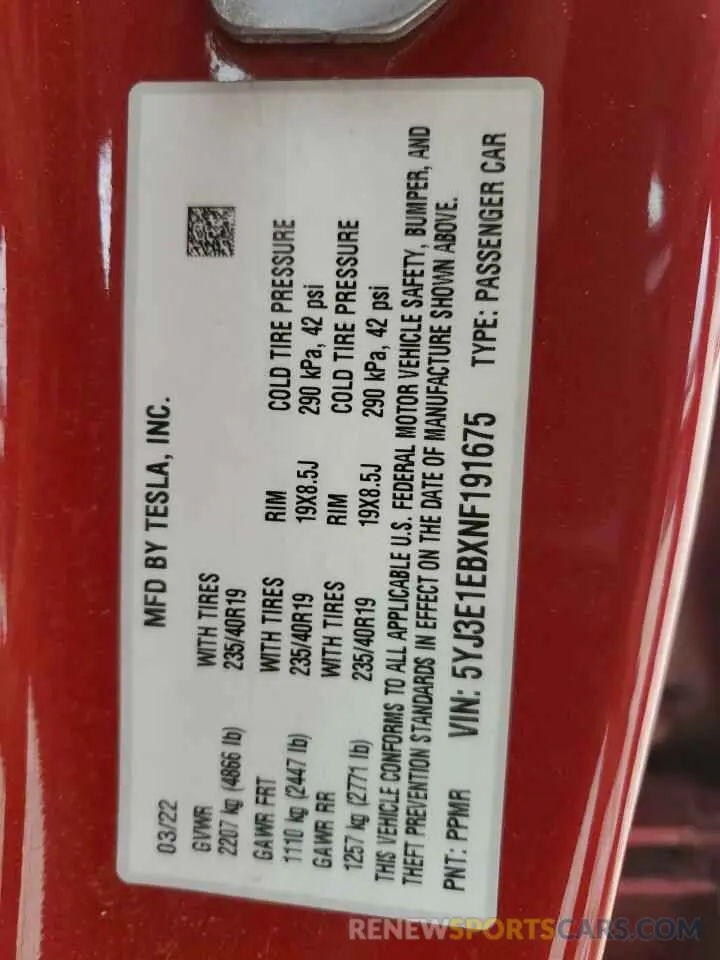 03/22 MFD BY TESLA, INC.
GVWR WITH TIRES
2207 kg (4866 lb) 235/40R19
GAWR FRT WITH TIRES RIM COLD TIRE PRESSURE
1110 kg (2447 lb) 235/40R19 19X8.5J 290 kPa, 42 psi
GAWR RR WITH TIRES RIM COLD TIRE PRESSURE
1257 kg (2771 lb) 235/40R19 19X8.5J 290 kPa, 42 psi
THIS VEHICLE CONFORMS TO ALL APPLICABLE U.S. FEDERAL MOTOR VEHICLE SAFETY, BUMPER, AND
THEFT PREVENTION STANDARDS IN EFFECT ON THE DATE OF MANUFACTURE SHOWN ABOVE.
PNT: PPMR VIN: 5YJ3E1EBXNF191675 TYPE: PASSENGER CAR
RENEWSPORTSCARS.COM